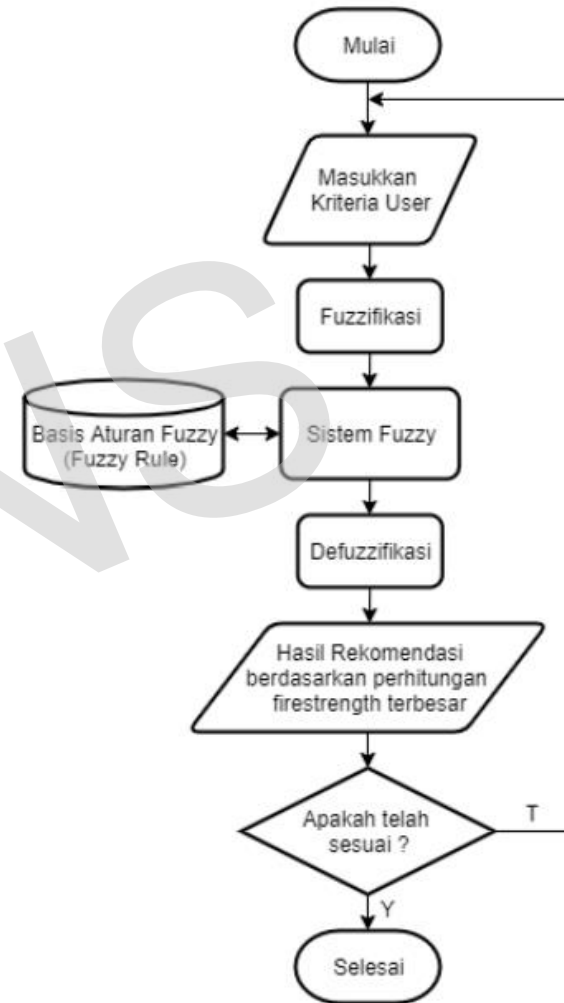 Mulai
Masukkan
Kriteria User
Fuzzifikasi
Basis Aturan Fuzzy
(Fuzzy Rule)
Sistem Fuzzy
Defuzzifikasi
Hasil Rekomendasi
berdasarkan perhitungan
firestrength terbesar
Apakah telah
sesuai ?
T
Y
Selesai